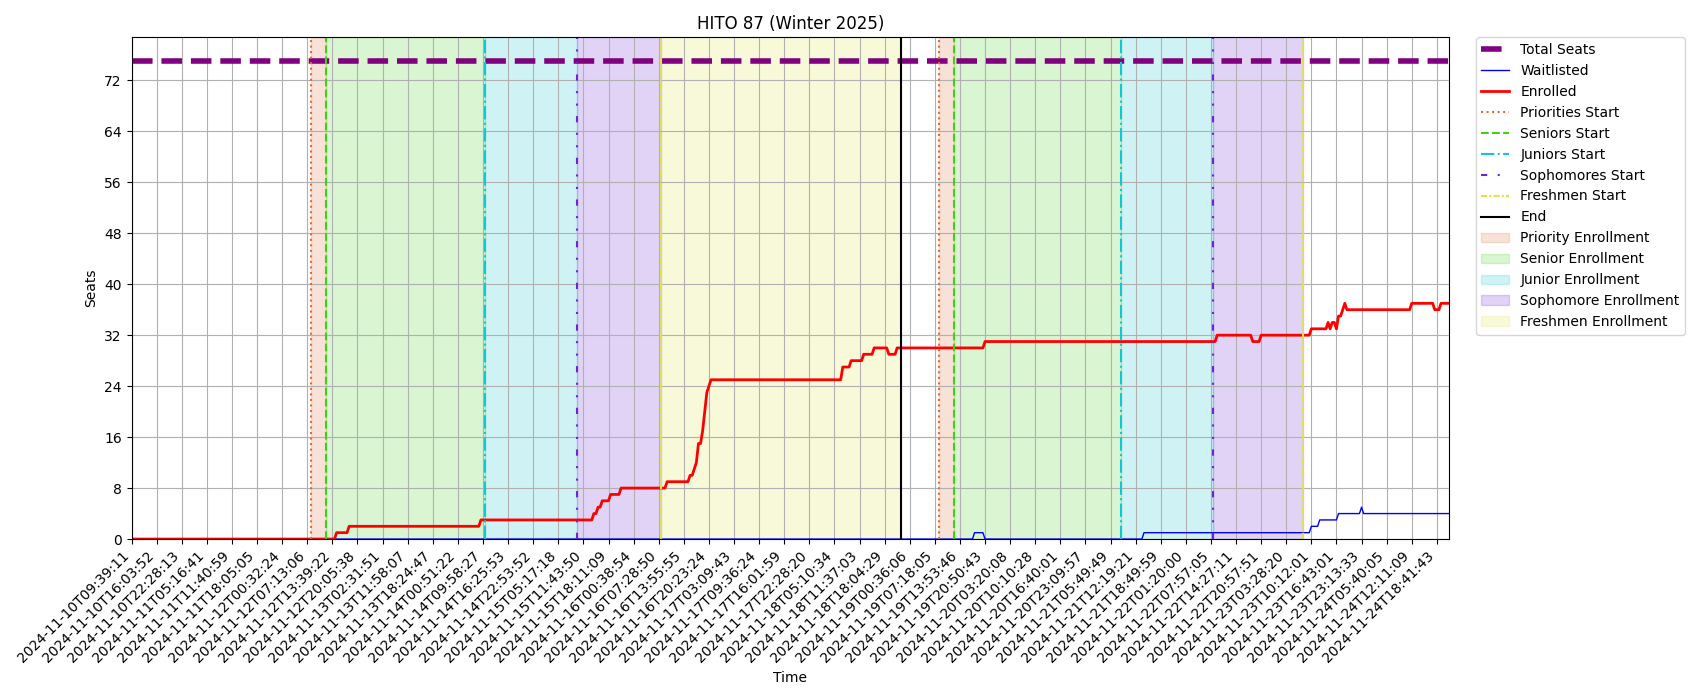 HITO 87 (Winter 2025)
Total Seats
Waitlisted
Enrolled
Priorities Start
Seniors Start
Juniors Start
Sophomores Start
Freshmen Start
End
Priority Enrollment
Senior Enrollment
Junior Enrollment
Sophomore Enrollment
Freshmen Enrollment
Seats
72
64
56
48
40
32
24
16
8
0
2024-11-10T09:39:11
2024-11-10T16:03:52
2024-11-10T22:28:13
2024-11-11T05:16:41
2024-11-11T11:40:59
2024-11-11T18:05:05
2024-11-12T00:32:24
2024-11-12T07:13:06
2024-11-12T13:39:22
2024-11-12T20:05:38
2024-11-13T02:31:51
2024-11-13T11:58:07
2024-11-13T18:24:47
2024-11-14T00:51:22
2024-11-14T09:58:27
2024-11-14T16:25:53
2024-11-14T22:53:52
2024-11-15T05:17:18
2024-11-15T11:43:50
2024-11-15T18:11:09
2024-11-16T00:38:54
2024-11-16T07:28:50
2024-11-16T13:55:55
2024-11-16T20:23:24
2024-11-17T03:09:43
2024-11-17T09:36:24
2024-11-17T16:01:59
2024-11-17T22:28:20
2024-11-18T05:10:34
2024-11-18T11:37:03
2024-11-18T18:04:29
2024-11-19T00:36:06
2024-11-19T07:18:05
2024-11-19T13:53:46
2024-11-19T20:50:43
2024-11-20T03:20:08
2024-11-20T10:10:28
2024-11-20T16:40:01
2024-11-20T23:09:57
2024-11-21T05:49:49
2024-11-21T12:19:21
2024-11-21T18:49:59
2024-11-22T01:20:00
2024-11-22T07:57:05
2024-11-22T14:27:11
2024-11-22T20:57:51
2024-11-23T03:28:20
2024-11-23T10:12:01
2024-11-23T16:43:01
2024-11-23T23:13:33
2024-11-24T05:40:05
2024-11-24T12:11:09
2024-11-24T18:41:43
Time